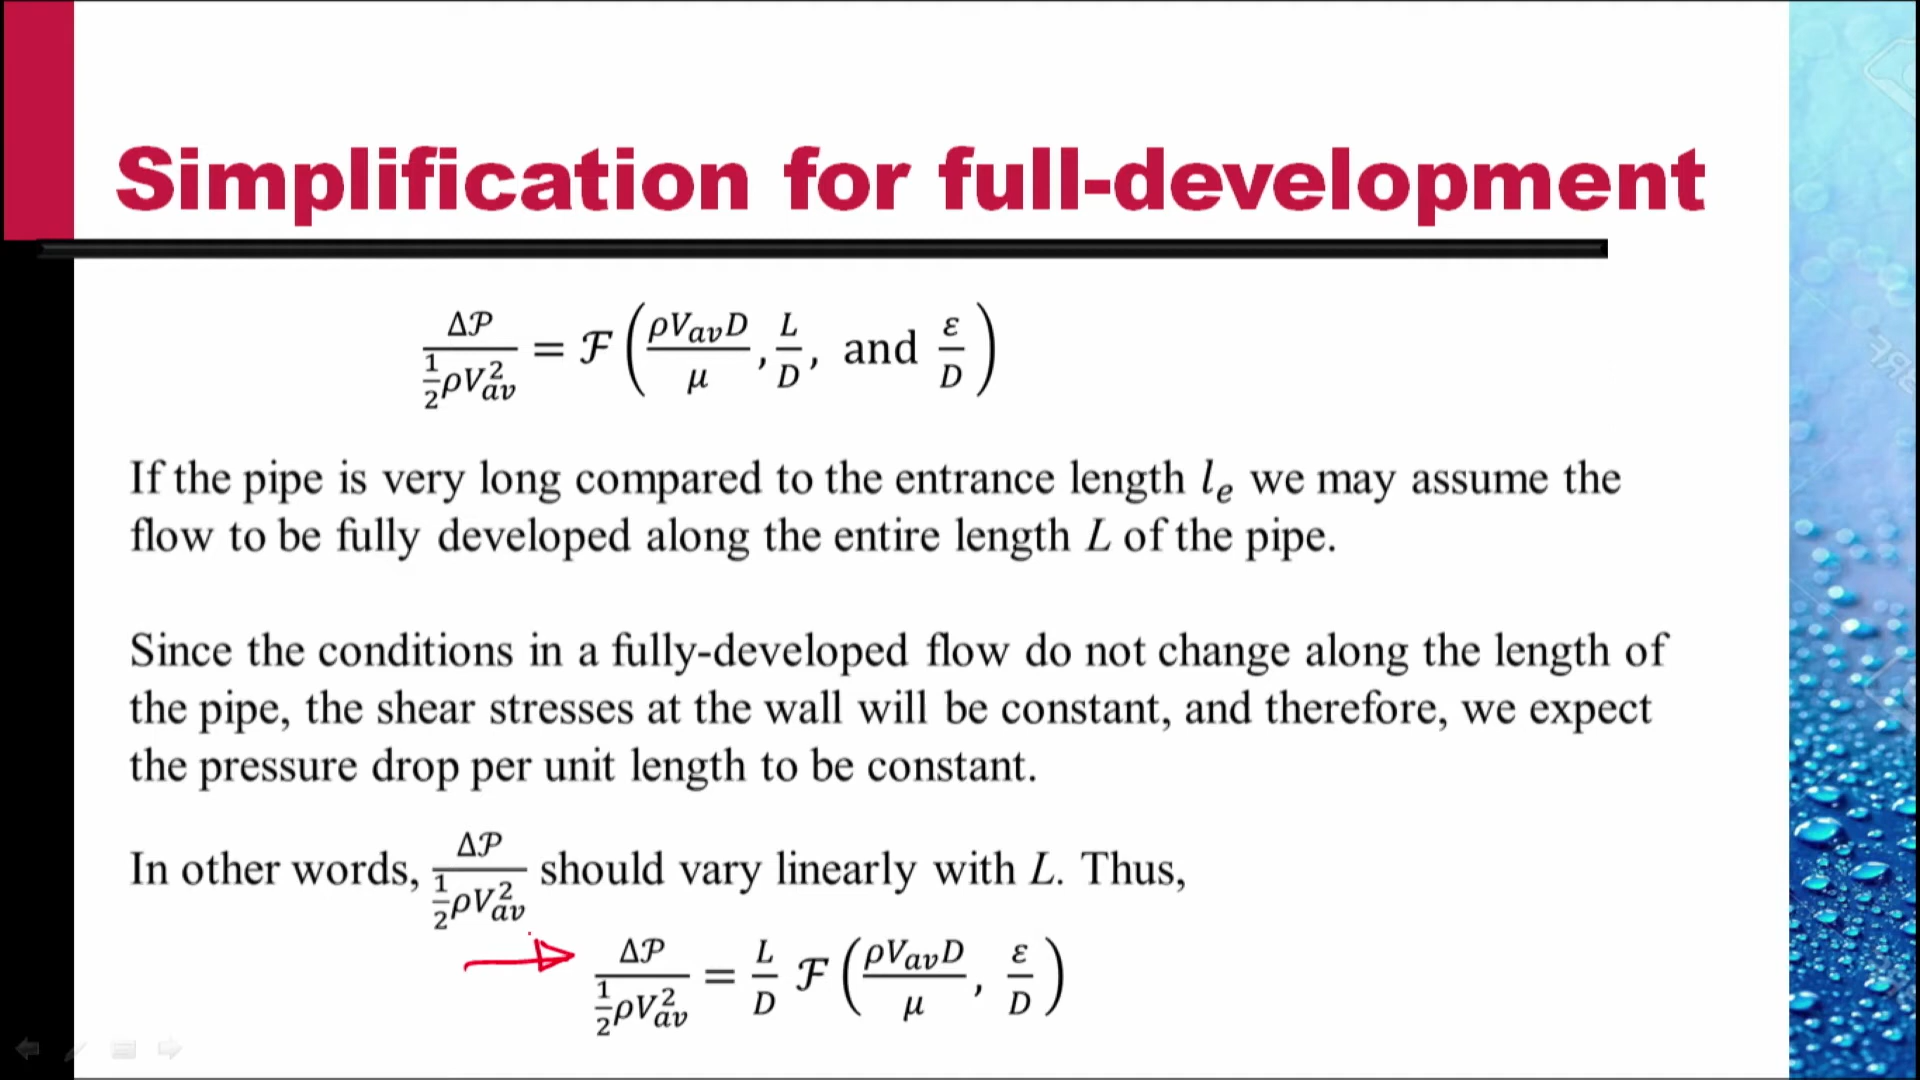 Simplification for full-development
Δ𝒫 / ½ρV²ₐᵥ = ℱ ( ρVₐᵥD / μ , L / D , and ε / D )
If the pipe is very long compared to the entrance length lₑ we may assume the
flow to be fully developed along the entire length L of the pipe.
Since the conditions in a fully-developed flow do not change along the length of
the pipe, the shear stresses at the wall will be constant, and therefore, we expect
the pressure drop per unit length to be constant.
In other words, Δ𝒫 / ½ρV²ₐᵥ should vary linearly with L. Thus,
Δ𝒫 / ½ρV²ₐᵥ = L / D ℱ ( ρVₐᵥD / μ , ε / D )